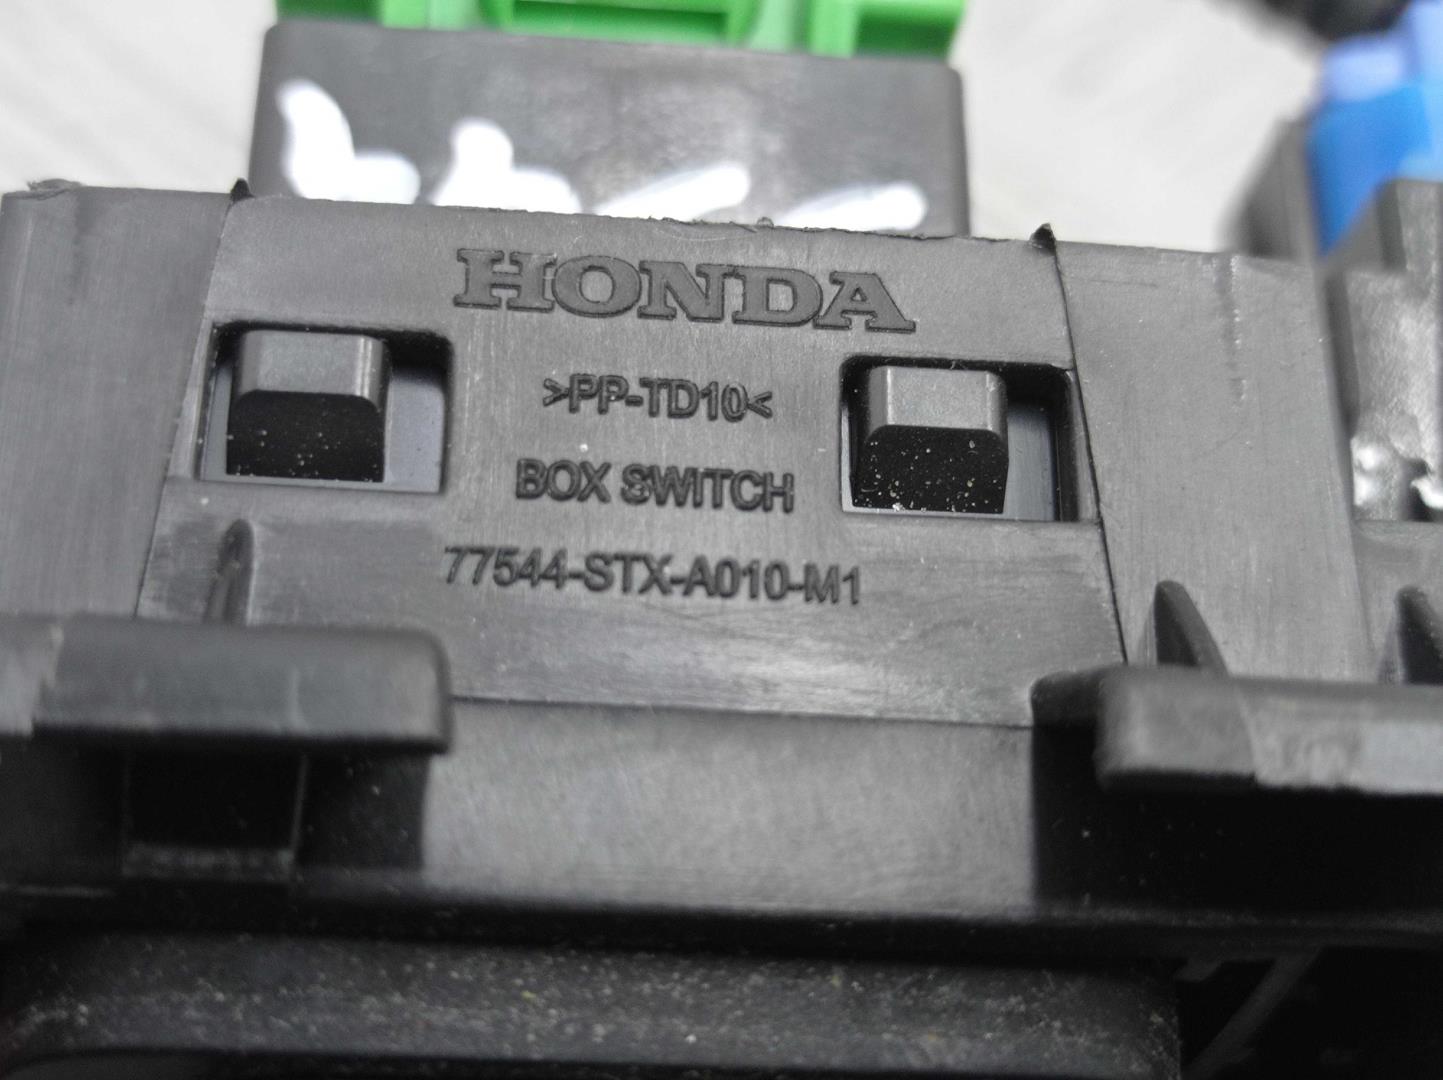 HONDA
>PP-TD10<
BOX SWITCH
77544-STX-A010-M1